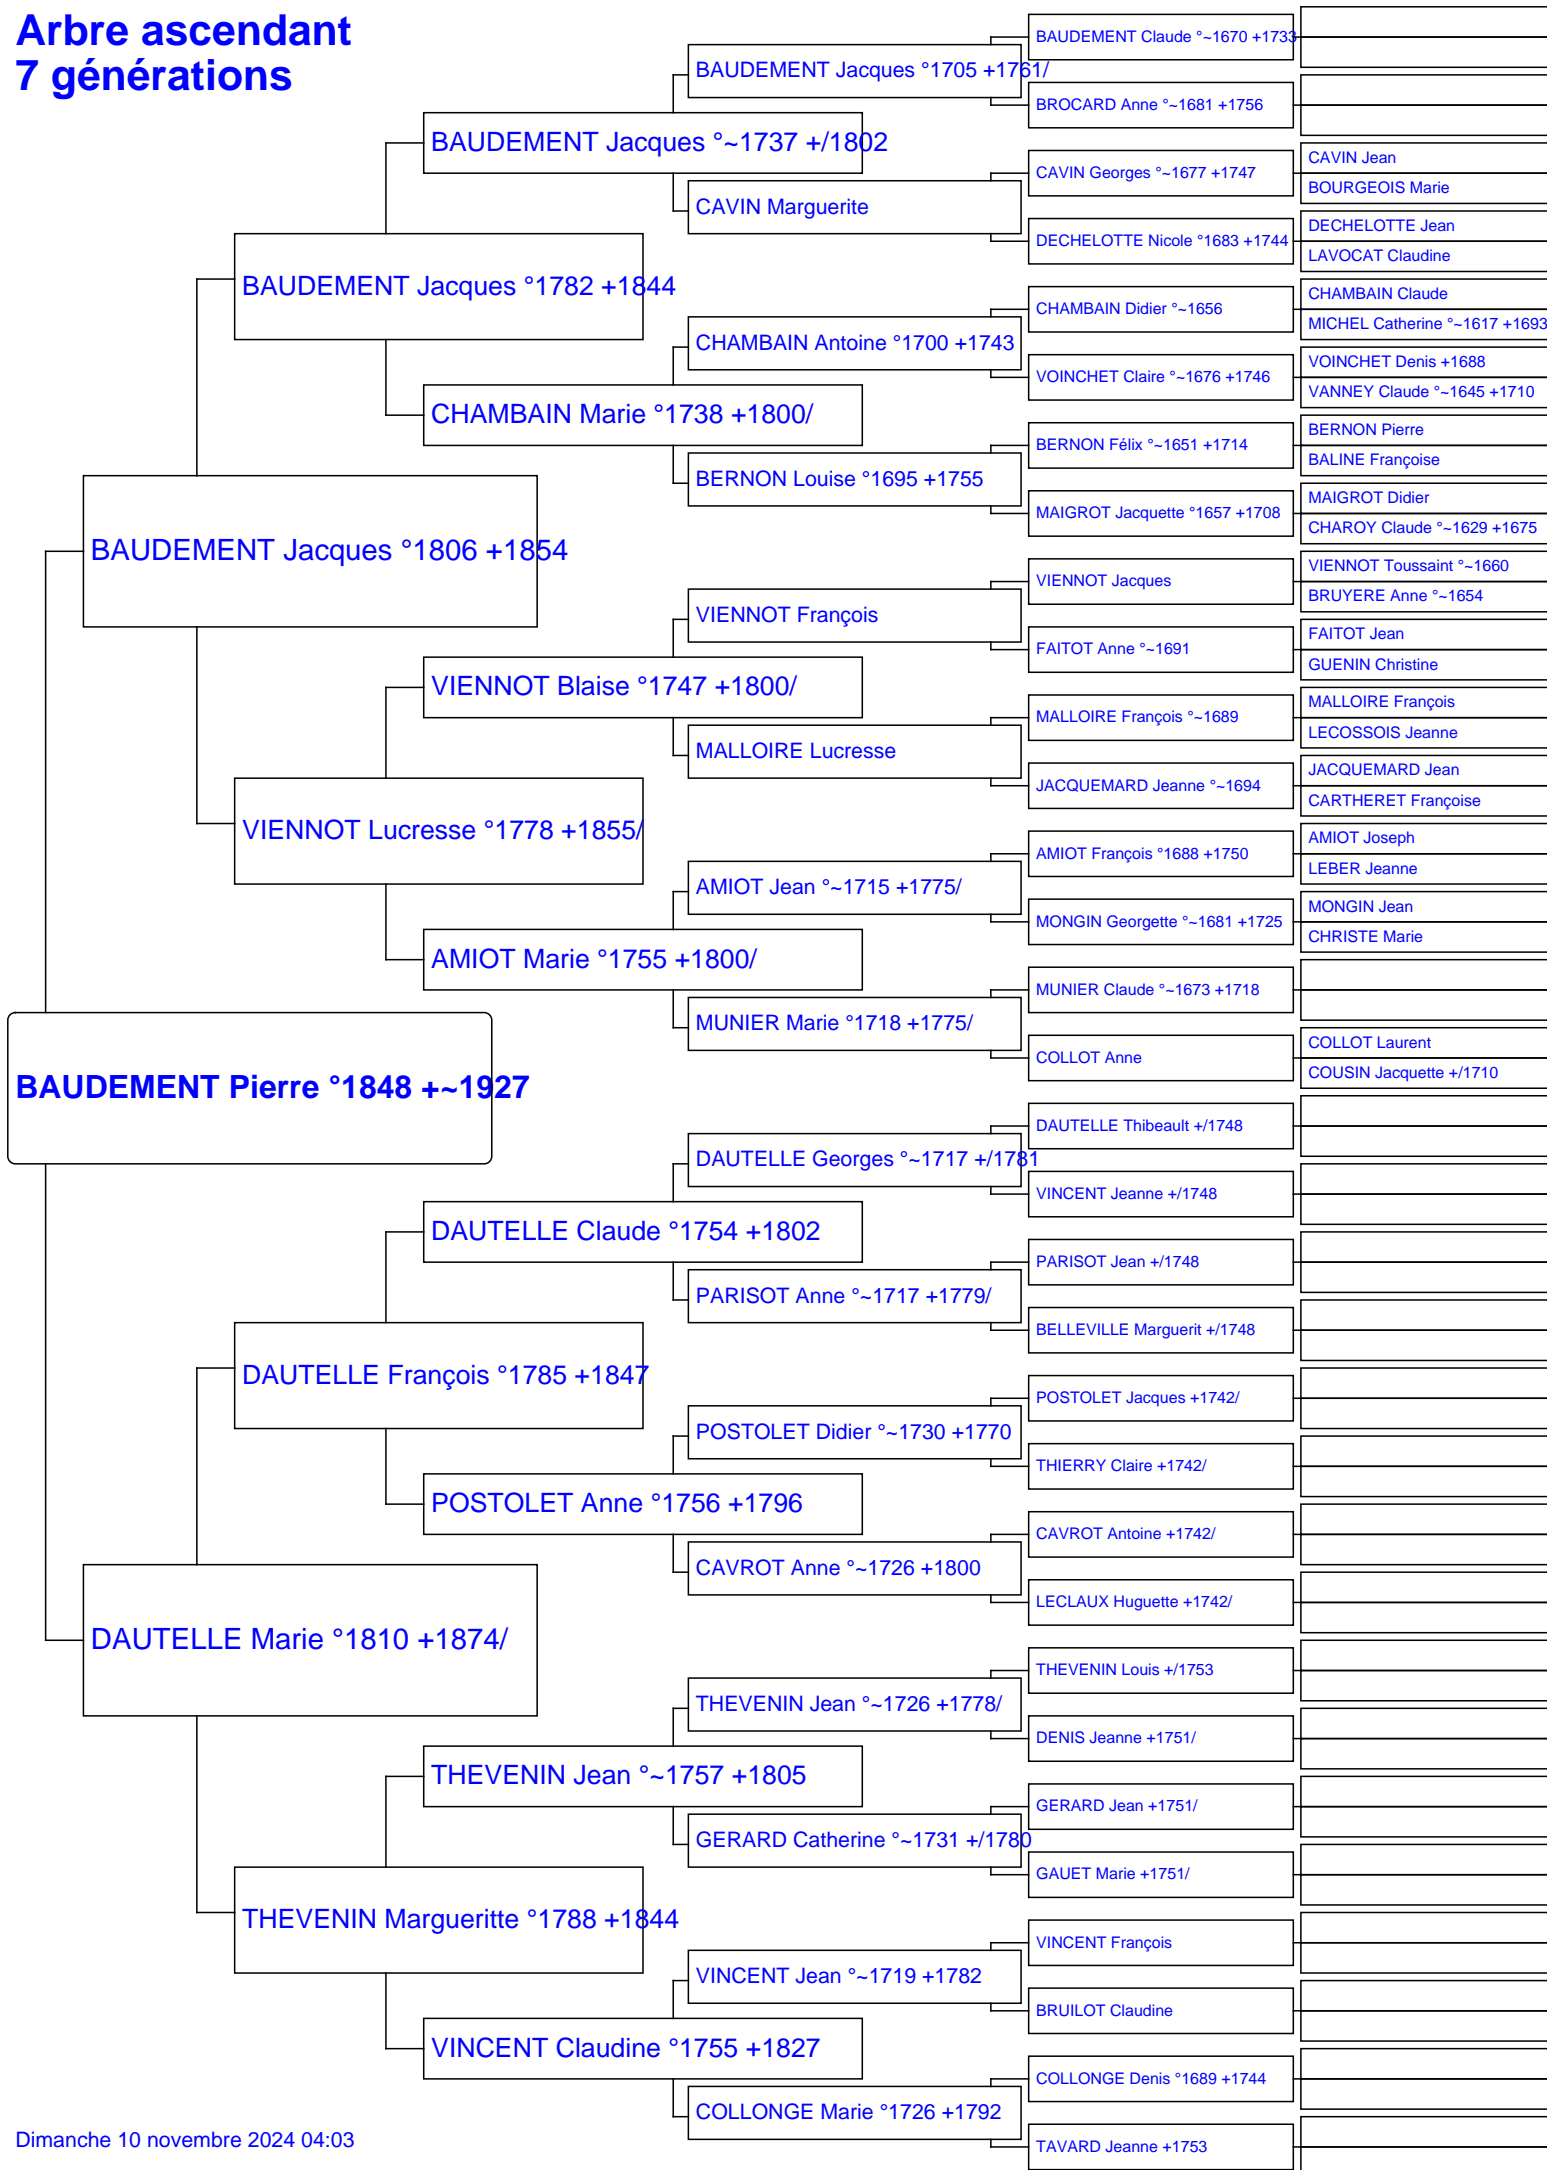 Arbre ascendant
7 générations
BAUDEMENT Pierre °1848 +~1927
BAUDEMENT Jacques °1806 +1854
DAUTELLE Marie °1810 +1874/
BAUDEMENT Jacques °1782 +1844
VIENNOT Lucresse °1778 +1855/
DAUTELLE François °1785 +1847
THEVENIN Margueritte °1788 +1844
BAUDEMENT Jacques °~1737 +/1802
CHAMBAIN Marie °1738 +1800/
VIENNOT Blaise °1747 +1800/
AMIOT Marie °1755 +1800/
DAUTELLE Claude °1754 +1802
POSTOLET Anne °1756 +1796
THEVENIN Jean °~1757 +1805
VINCENT Claudine °1755 +1827
BAUDEMENT Jacques °1705 +1761/
CAVIN Marguerite
CHAMBAIN Antoine °1700 +1743
BERNON Louise °1695 +1755
VIENNOT François
MALLOIRE Lucresse
AMIOT Jean °~1715 +1775/
MUNIER Marie °1718 +1775/
DAUTELLE Georges °~1717 +/1781
PARISOT Anne °~1717 +1779/
POSTOLET Didier °~1730 +1770
CAVROT Anne °~1726 +1800
THEVENIN Jean °~1726 +1778/
GERARD Catherine °~1731 +/1780
VINCENT Jean °~1719 +1782
COLLONGE Marie °1726 +1792
BAUDEMENT Claude °~1670 +1733
BROCARD Anne °~1681 +1756
CAVIN Georges °~1677 +1747
DECHELOTTE Nicole °1683 +1744
CHAMBAIN Didier °~1656
VOINCHET Claire °~1676 +1746
BERNON Félix °~1651 +1714
MAIGROT Jacquette °1657 +1708
VIENNOT Jacques
FAITOT Anne °~1691
MALLOIRE François °~1689
JACQUEMARD Jeanne °~1694
AMIOT François °1688 +1750
MONGIN Georgette °~1681 +1725
MUNIER Claude °~1673 +1718
COLLOT Anne
DAUTELLE Thibeault +/1748
VINCENT Jeanne +/1748
PARISOT Jean +/1748
BELLEVILLE Marguerit +/1748
POSTOLET Jacques +1742/
THIERRY Claire +1742/
CAVROT Antoine +1742/
LECLAUX Huguette +1742/
THEVENIN Louis +/1753
DENIS Jeanne +1751/
GERARD Jean +1751/
GAUET Marie +1751/
VINCENT François
BRUILOT Claudine
COLLONGE Denis °1689 +1744
TAVARD Jeanne +1753
CAVIN Jean
BOURGEOIS Marie
DECHELOTTE Jean
LAVOCAT Claudine
CHAMBAIN Claude
MICHEL Catherine °~1617 +1693
VOINCHET Denis +1688
VANNEY Claude °~1645 +1710
BERNON Pierre
BALINE Françoise
MAIGROT Didier
CHAROY Claude °~1629 +1675
VIENNOT Toussaint °~1660
BRUYERE Anne °~1654
FAITOT Jean
GUENIN Christine
MALLOIRE François
LECOSSOIS Jeanne
JACQUEMARD Jean
CARTHERET Françoise
AMIOT Joseph
LEBER Jeanne
MONGIN Jean
CHRISTE Marie
COLLOT Laurent
COUSIN Jacquette +/1710
Dimanche 10 novembre 2024 04:03